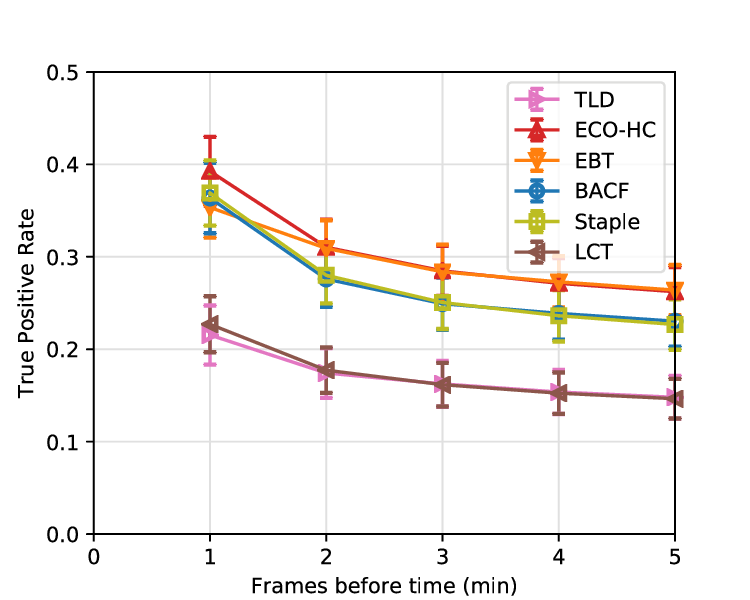 0.5
0.4
0.3
0.2
0.1
0.0
True Positive Rate
TLD
ECO-HC
EBT
BACF
Staple
LCT
0 1 2 3 4 5
Frames before time (min)